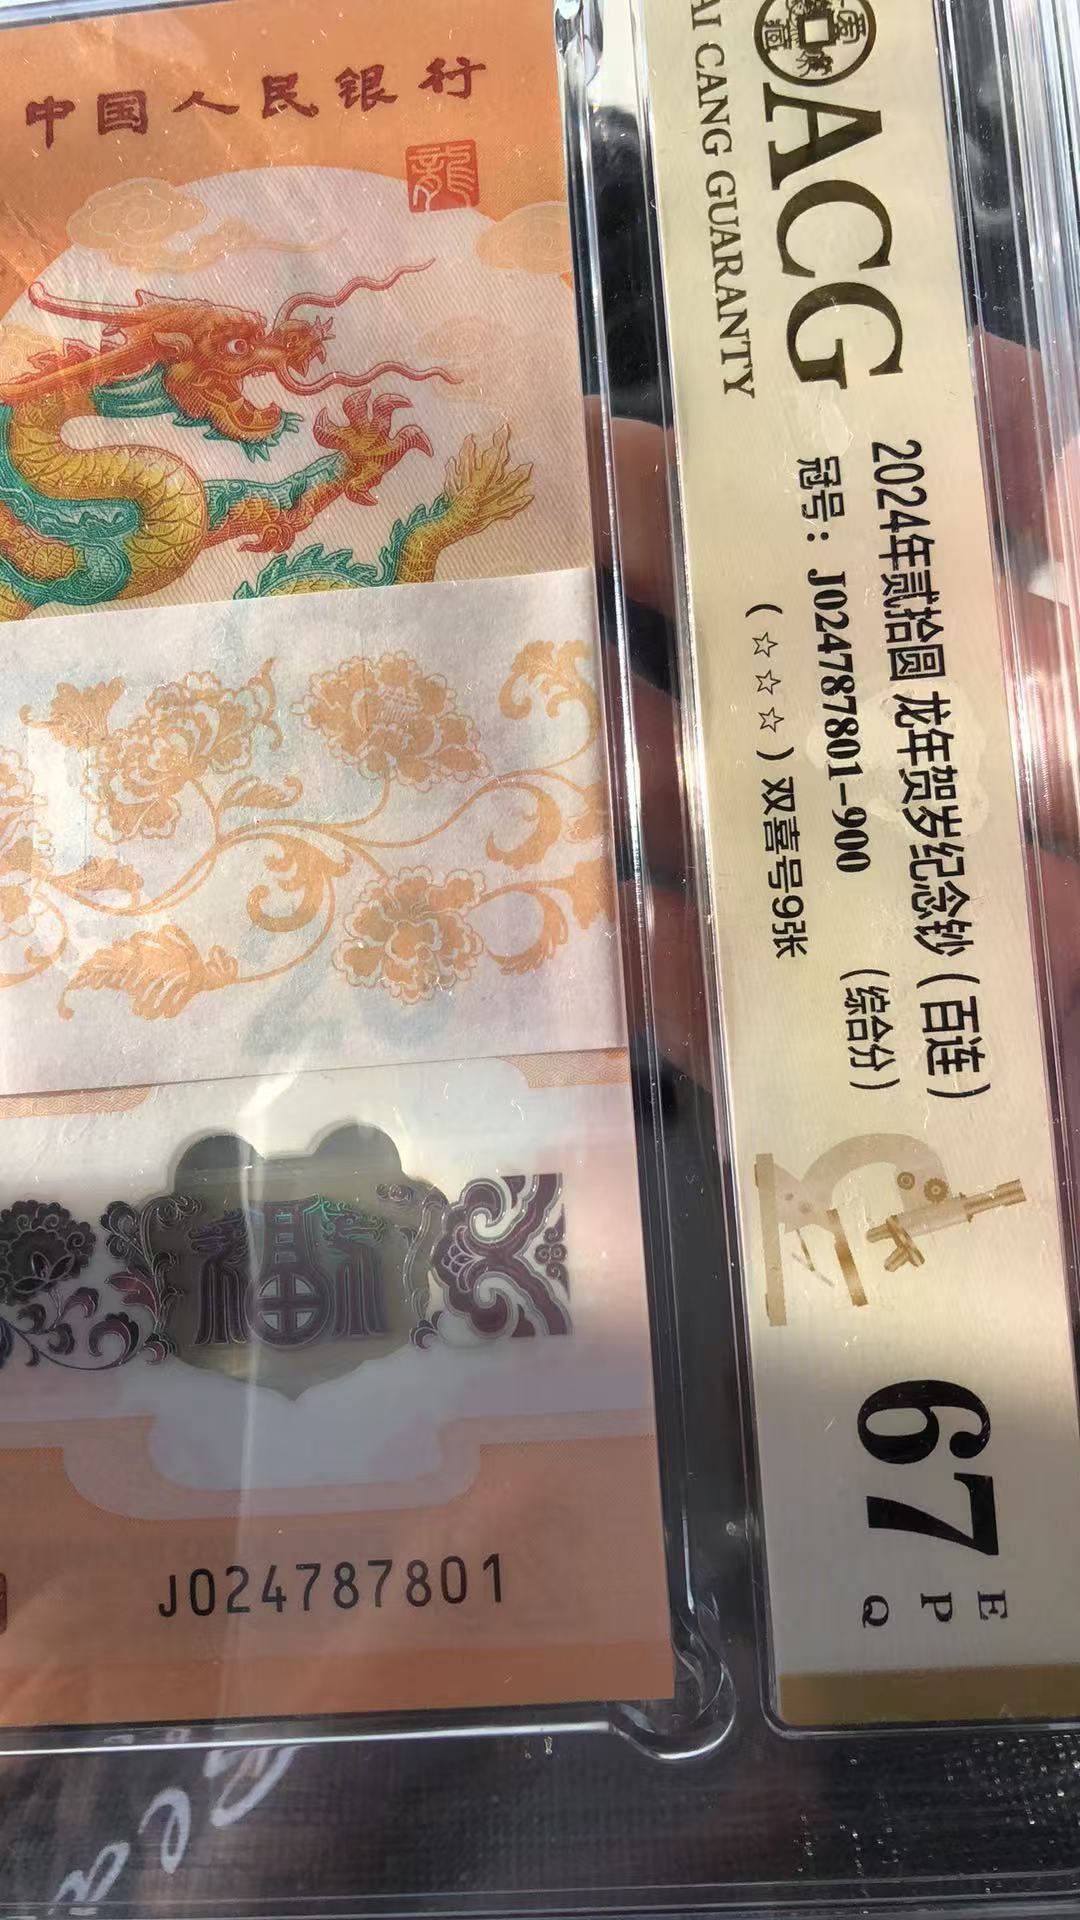 中国人民银行
龍
福
J024787801
ACG
AI CANG GUARANTY
2024年贰拾圆 龙年贺岁纪念钞（百连）
冠号：J024787801-900 （综合分）
（☆☆☆）双喜号9张
67
E
P
Q